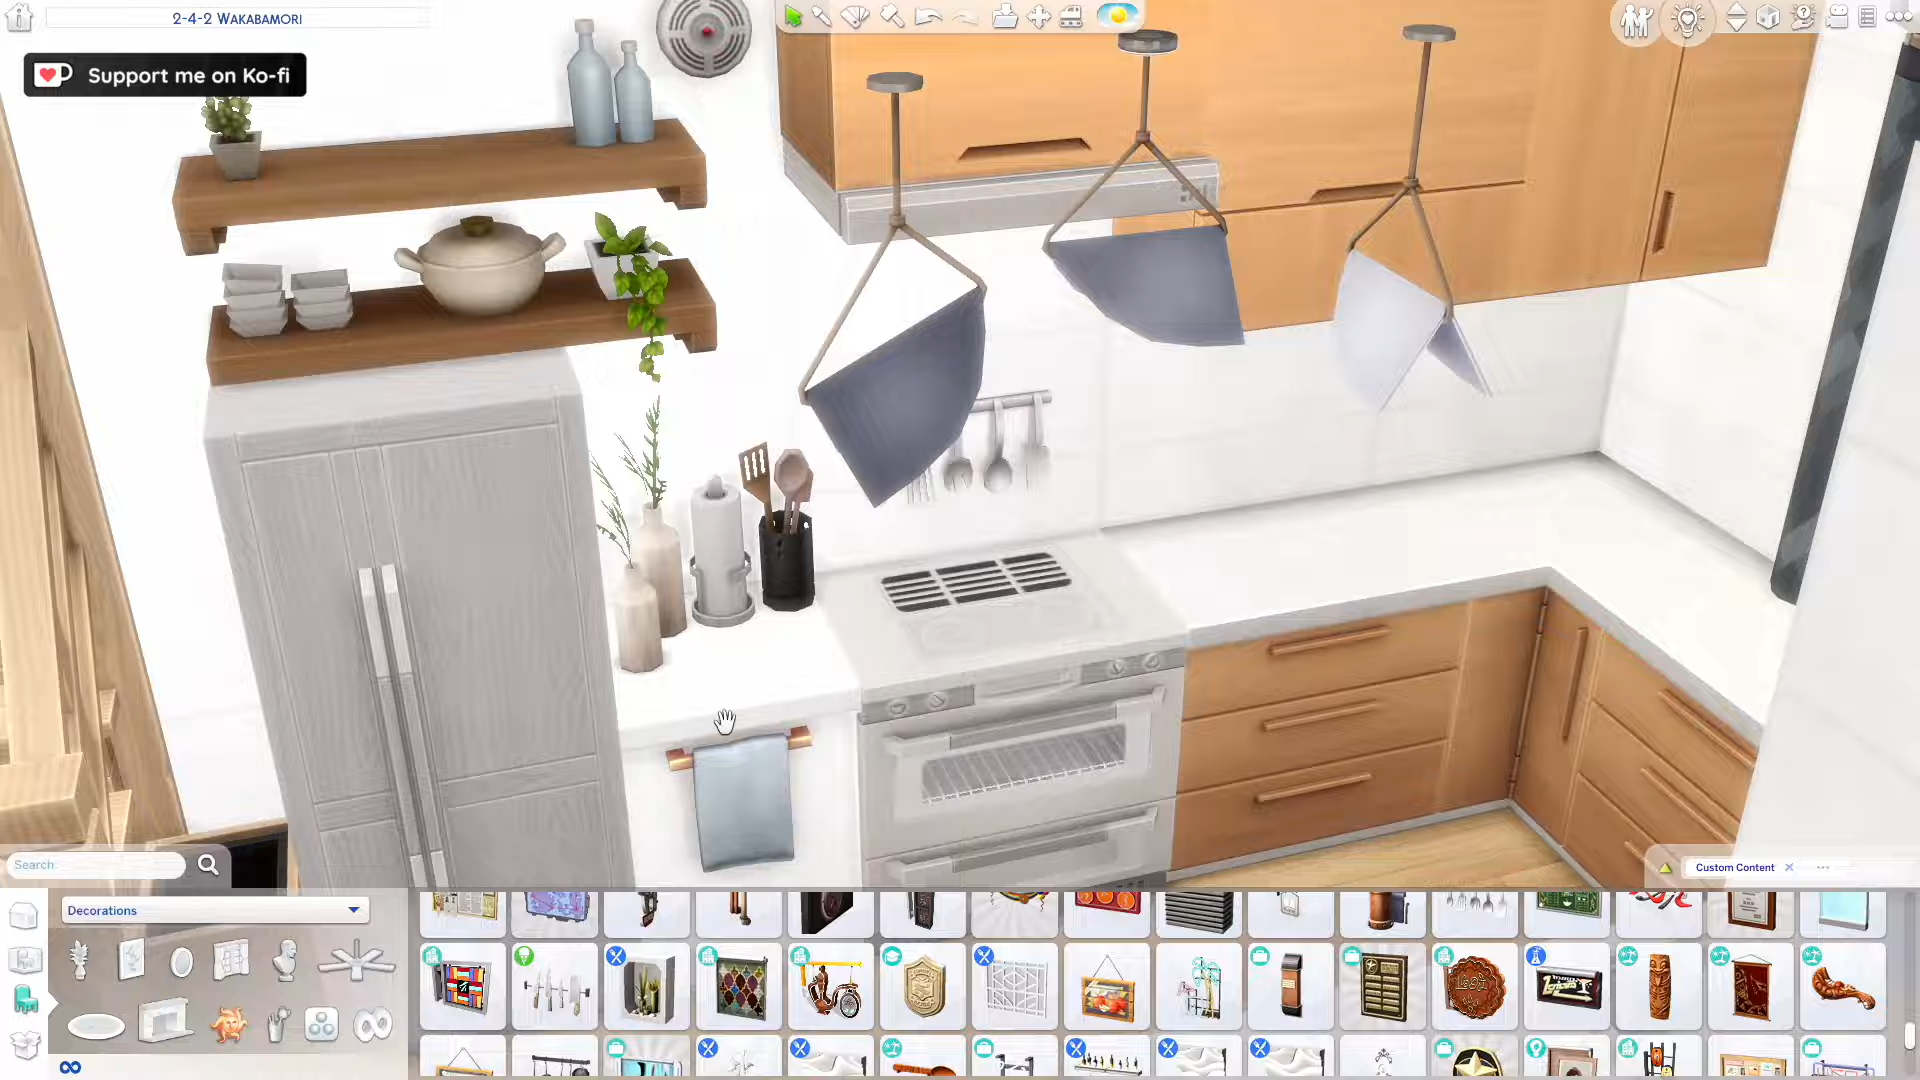 2-4-2 WAKABAMORI
Support me on Ko-fi
Search:
Custom Content
Decorations